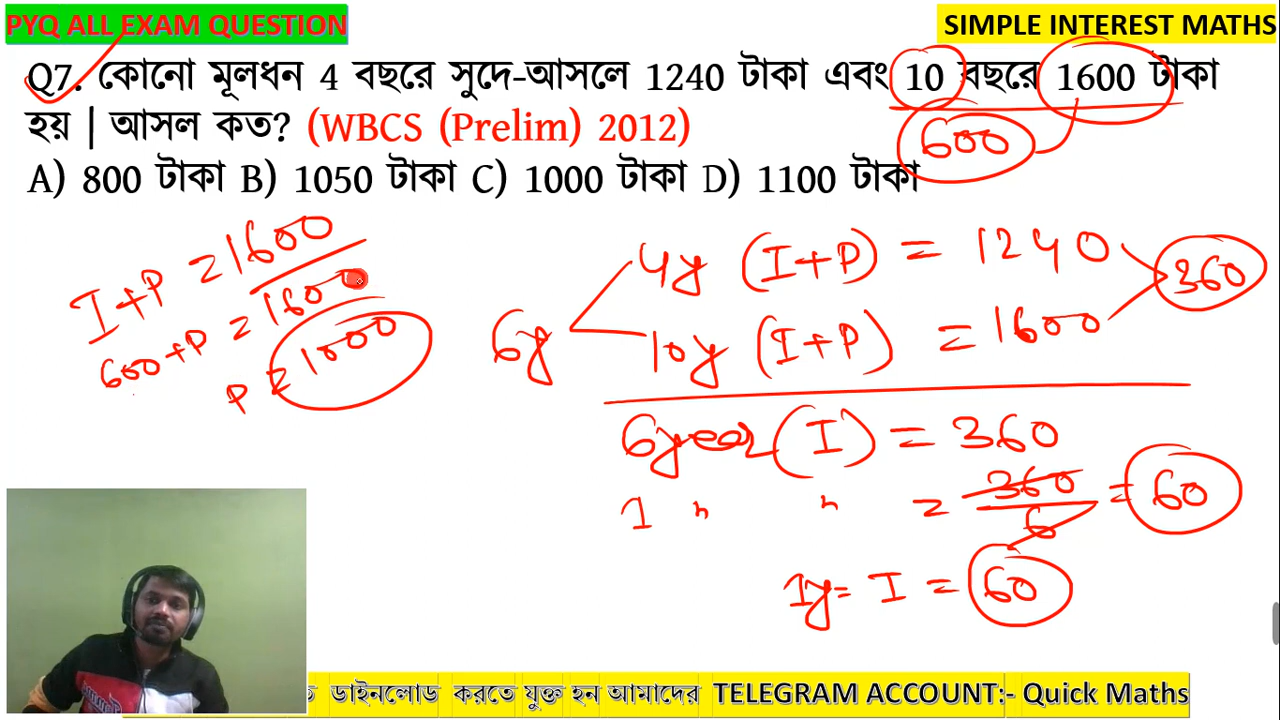 PYQ ALL EXAM QUESTION
SIMPLE INTEREST MATHS
Q7. কোনো মূলধন 4 বছরে সুদে-আসলে 1240 টাকা এবং 10 বছরে 1600 টাকা
হয় | আসল কত? (WBCS (Prelim) 2012)
600
A) 800 টাকা B) 1050 টাকা C) 1000 টাকা D) 1100 টাকা
I+P = 1600
600+P = 1600
P = 1000
6y
4y (I+P) = 1240
360
10y (I+P) = 1600
6year (I) = 360
1 " " = 360/6 = 60
1y= I = 60
ডাইনলোড করতে যুক্ত হন আমাদের TELEGRAM ACCOUNT:- Quick Maths